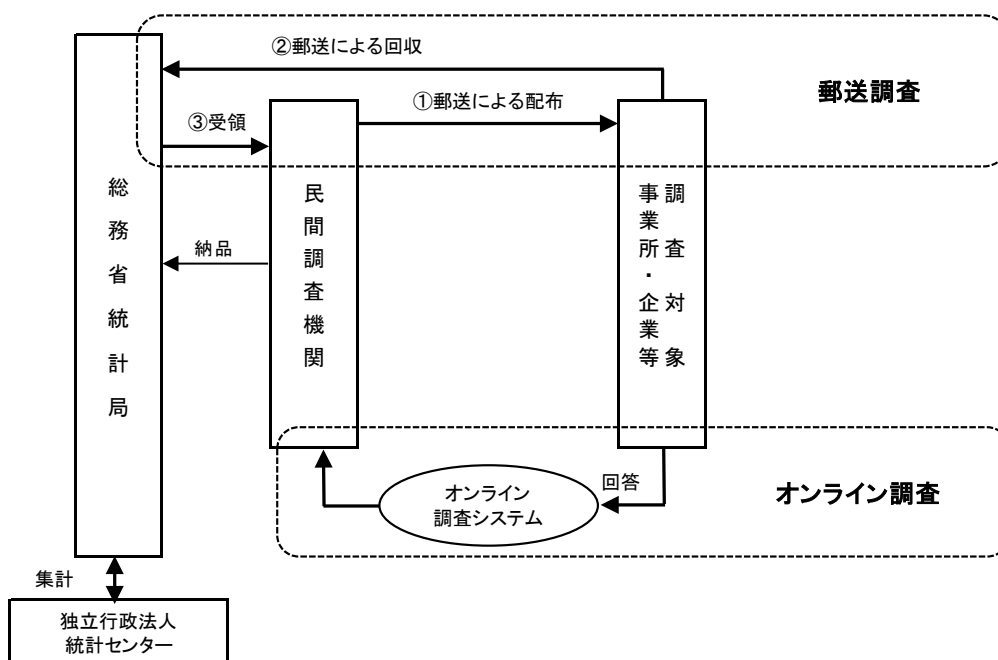 ②郵送による回収
郵送調査
①郵送による配布
③受領
総務省統計局
民間調査機関
調査対象
事業所・企業等
納品
回答
オンライン
調査システム
オンライン調査
集計
独立行政法人
統計センター